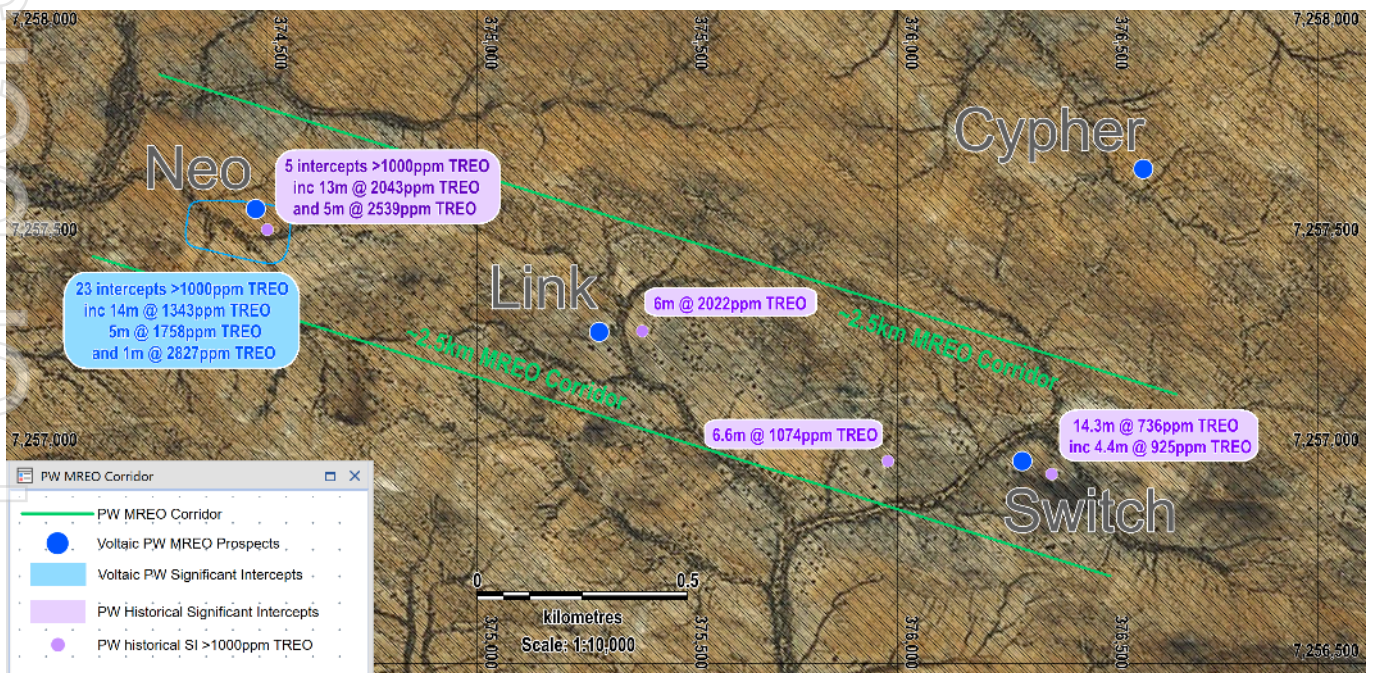 7,258,000
7,258,000
374,500
375,000
375,500
376,000
376,500
Cypher
Neo
5 intercepts >1000ppm TREO
inc 13m @ 2043ppm TREO
and 5m @ 2539ppm TREO
7,257,500
7,257,500
23 intercepts >1000ppm TREO
inc 14m @ 1343ppm TREO
5m @ 1758ppm TREO
and 1m @ 2827ppm TREO
Link
6m @ 2022ppm TREO
~2.5km MREO Corridor
~2.5km MREO Corridor
6.6m @ 1074ppm TREO
14.3m @ 736ppm TREO
inc 4.4m @ 925ppm TREO
7,257,000
7,257,000
Switch
PW MREO Corridor
PW MREO Corridor
Voltaic PW MREO Prospects
Voltaic PW Significant Intercepts
PW Historical Significant Intercepts
PW historical SI >1000ppm TREO
0
0.5
kilometres
Scale: 1:10,000
375,000
375,500
376,000
376,500
7,256,500